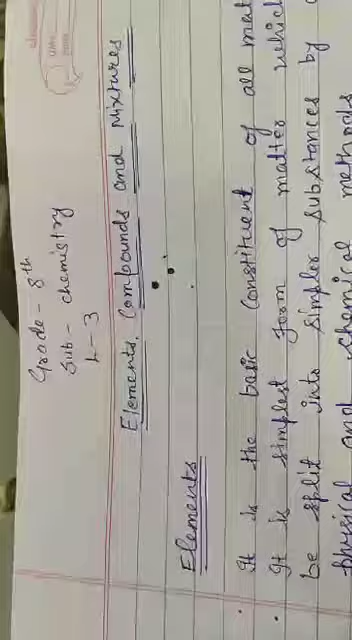 Grade - 8th
Sub - chemistry
L-3
Elements, Compounds and Mixtures
Elements
• It is the basic constituent of all mat
• It is simplest form of matter which
be split into simpler substances by
physical and chemical methods